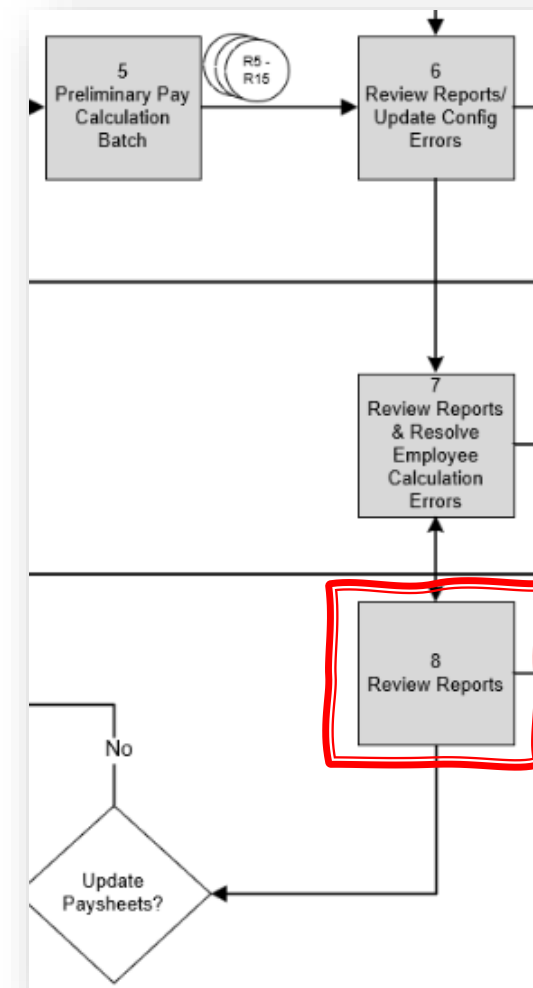 5
Preliminary Pay
Calculation
Batch
R5 -
R15
6
Review Reports/
Update Config
Errors
7
Review Reports
& Resolve
Employee
Calculation
Errors
8
Review Reports
No
Update
Paysheets?